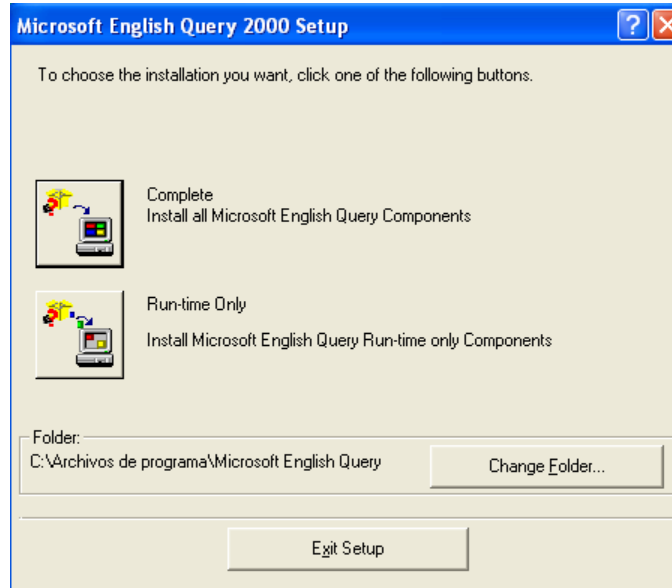 Microsoft English Query 2000 Setup
To choose the installation you want, click one of the following buttons.
Complete
Install all Microsoft English Query Components
Run-time Only
Install Microsoft English Query Run-time only Components
Folder:
C:\Archivos de programa\Microsoft English Query
Change Folder...
Exit Setup